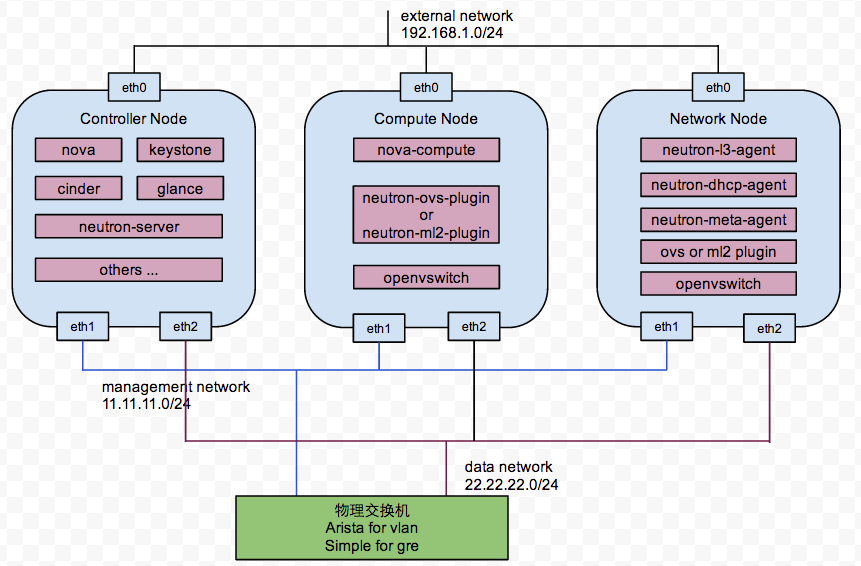 external network
192.168.1.0/24
eth0
eth0
eth0
Controller Node
nova
keystone
cinder
glance
neutron-server
others ...
eth1
eth2
Compute Node
nova-compute
neutron-ovs-plugin
or
neutron-ml2-plugin
openvswitch
eth1
eth2
Network Node
neutron-l3-agent
neutron-dhcp-agent
neutron-meta-agent
ovs or ml2 plugin
openvswitch
eth1
eth2
management network
11.11.11.0/24
data network
22.22.22.0/24
物理交换机
Arista for vlan
Simple for gre